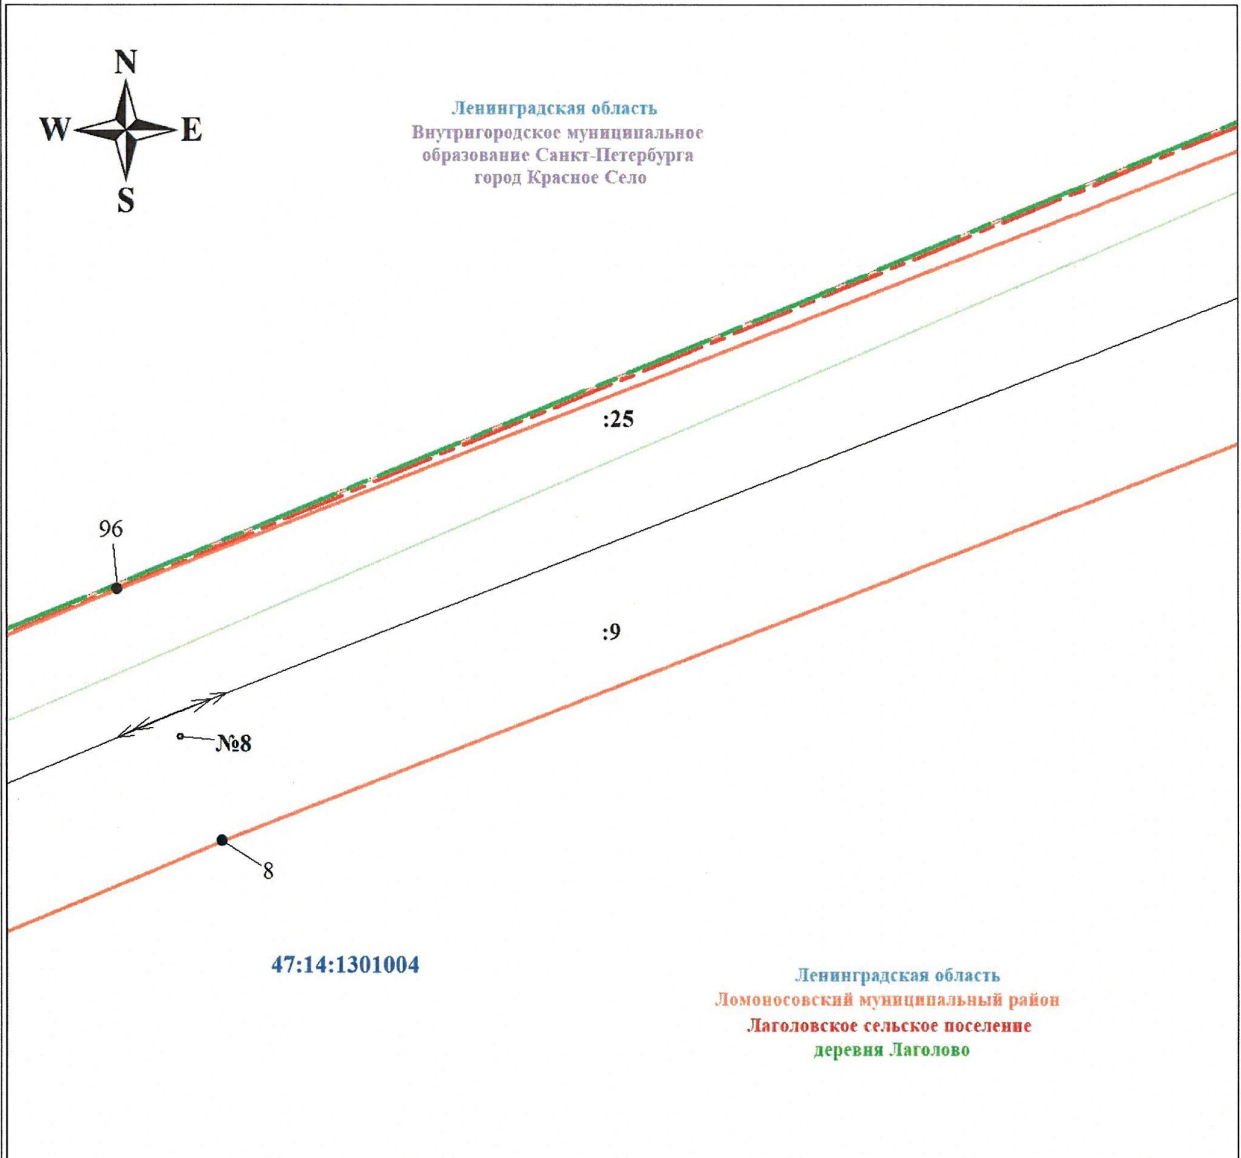 N
W E
S
Ленинградская область
Внутригородское муниципальное
образование Санкт-Петербурга
город Красное Село
:25
96
:9
№8
8
47:14:1301004
Ленинградская область
Ломоносовский муниципальный район
Лаголовское сельское поселение
деревня Лаголово